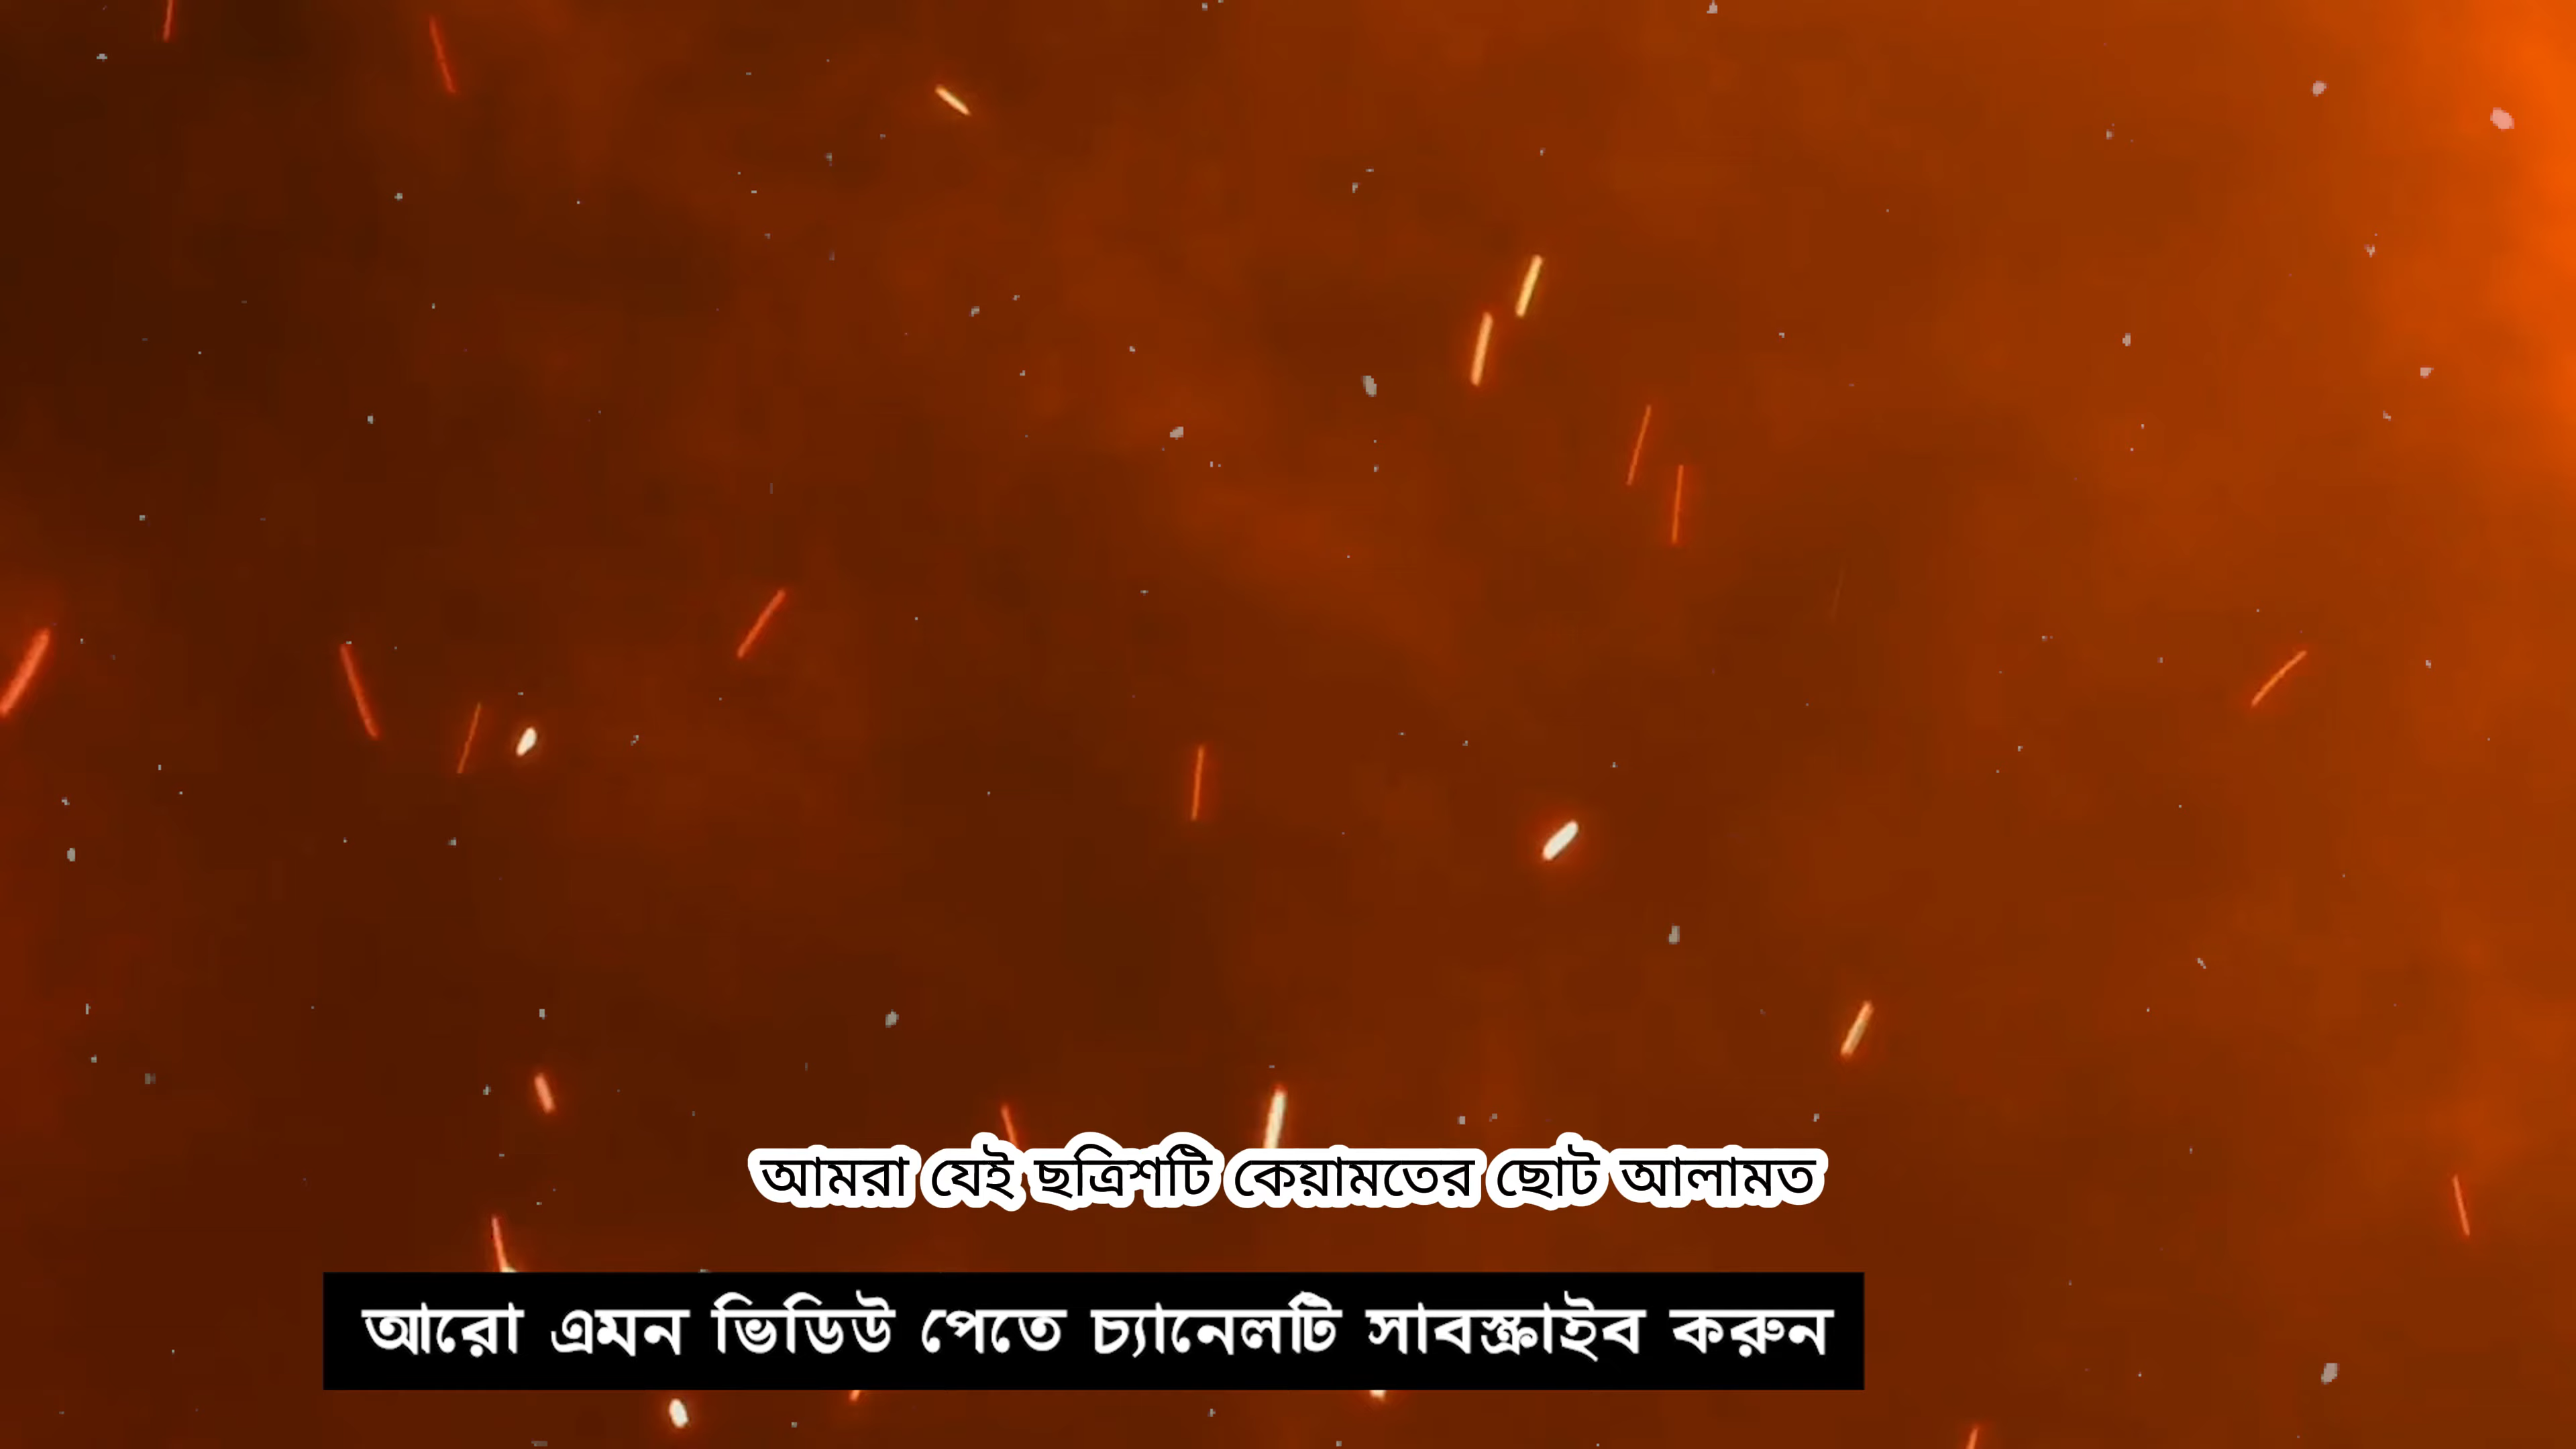 আমরা যেই ছত্রিশটি কেয়ামতের ছোট আলামত
আরো এমন ভিডিউ পেতে চ্যানেলটি সাবস্ক্রাইব করুন